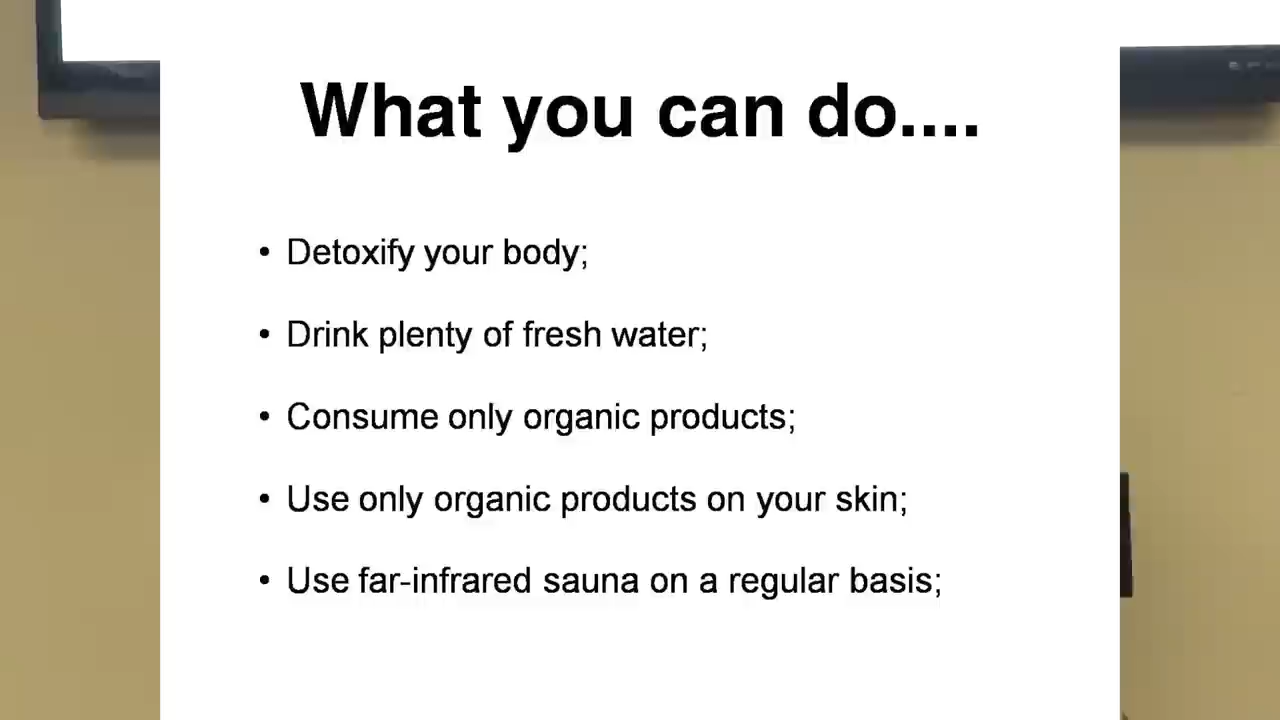 What you can do....
• Detoxify your body;
• Drink plenty of fresh water;
• Consume only organic products;
• Use only organic products on your skin;
• Use far-infrared sauna on a regular basis;